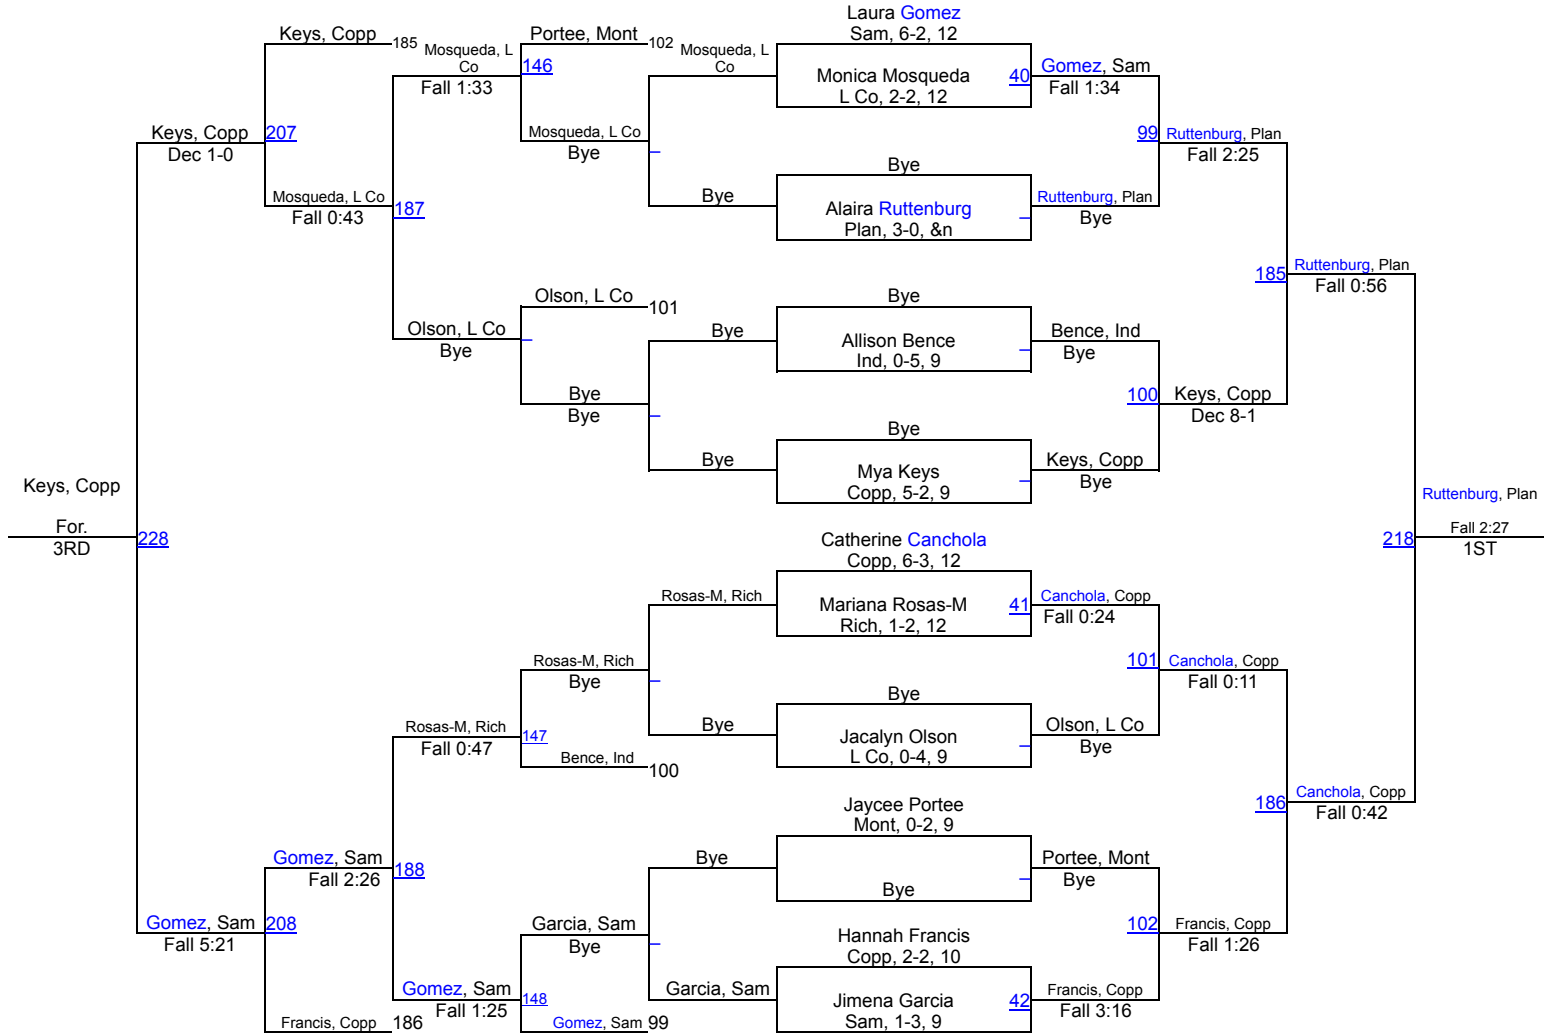 Laura Gomez
Sam, 6-2, 12
Keys, Copp
185
Mosqueda, L
Co
Fall 1:33
Portee, Mont
102
146
Mosqueda, L
Co
Monica Mosqueda
L Co, 2-2, 12
40
Gomez, Sam
Fall 1:34
Keys, Copp
Dec 1-0
207
Mosqueda, L Co
Bye
99
Ruttenburg, Plan
Fall 2:25
Bye
Mosqueda, L Co
Fall 0:43
187
Bye
Alaira Ruttenburg
Plan, 3-0, &n
Ruttenburg, Plan
Bye
185
Ruttenburg, Plan
Fall 0:56
Olson, L Co
101
Bye
Olson, L Co
Bye
Bye
Allison Bence
Ind, 0-5, 9
Bence, Ind
Bye
Bye
Bye
100
Keys, Copp
Dec 8-1
Bye
Bye
Mya Keys
Copp, 5-2, 9
Keys, Copp
Bye
Keys, Copp
For.
3RD
228
Ruttenburg, Plan
218
Fall 2:27
1ST
Catherine Canchola
Copp, 6-3, 12
Rosas-M, Rich
Mariana Rosas-M
Rich, 1-2, 12
41
Canchola, Copp
Fall 0:24
Rosas-M, Rich
Bye
101
Canchola, Copp
Fall 0:11
Bye
Rosas-M, Rich
Fall 0:47
147
Bye
Jacalyn Olson
L Co, 0-4, 9
Olson, L Co
Bye
Bence, Ind
100
Jaycee Portee
Mont, 0-2, 9
186
Canchola, Copp
Fall 0:42
Gomez, Sam
Fall 2:26
188
Bye
Bye
Portee, Mont
Bye
Gomez, Sam
Fall 5:21
208
Garcia, Sam
Bye
102
Francis, Copp
Fall 1:26
Hannah Francis
Copp, 2-2, 10
Gomez, Sam
Fall 1:25
148
Garcia, Sam
Jimena Garcia
Sam, 1-3, 9
42
Francis, Copp
Fall 3:16
Francis, Copp
186
Gomez, Sam
99